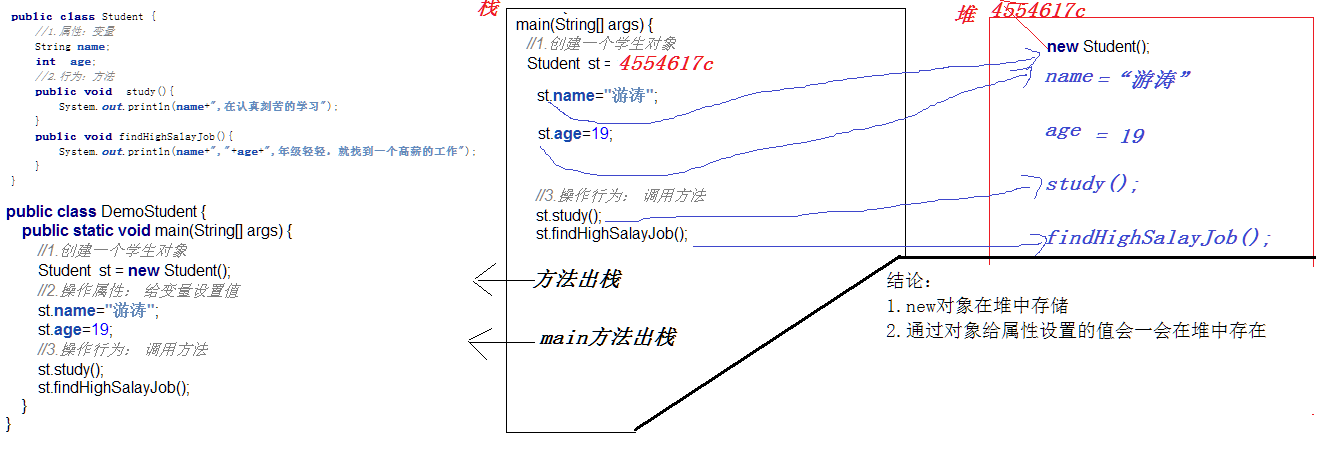 public class Student {
//1.属性：变量
String name;
int age;
//2.行为：方法
public void study(){
System.out.println(name+",在认真刻苦的学习");
}
public void findHighSalayJob(){
System.out.println(name+","+age+",年级轻轻，就找到一个高薪的工作");
}
}
public class DemoStudent {
public static void main(String[] args) {
//1.创建一个学生对象
Student st = new Student();
//2.操作属性： 给变量设置值
st.name="游涛";
st.age=19;
//3.操作行为： 调用方法
st.study();
st.findHighSalayJob();
}
}
栈
main(String[] args) {
//1.创建一个学生对象
Student st = 4554617c
st.name="游涛";
st.age=19;
//3.操作行为： 调用方法
st.study();
st.findHighSalayJob();
方法出栈
main方法出栈
堆 4554617c
new Student();
name＝“游涛”
age ＝ 19
study();
findHighSalayJob();
结论：
1.new对象在堆中存储
2.通过对象给属性设置的值会一会在堆中存在